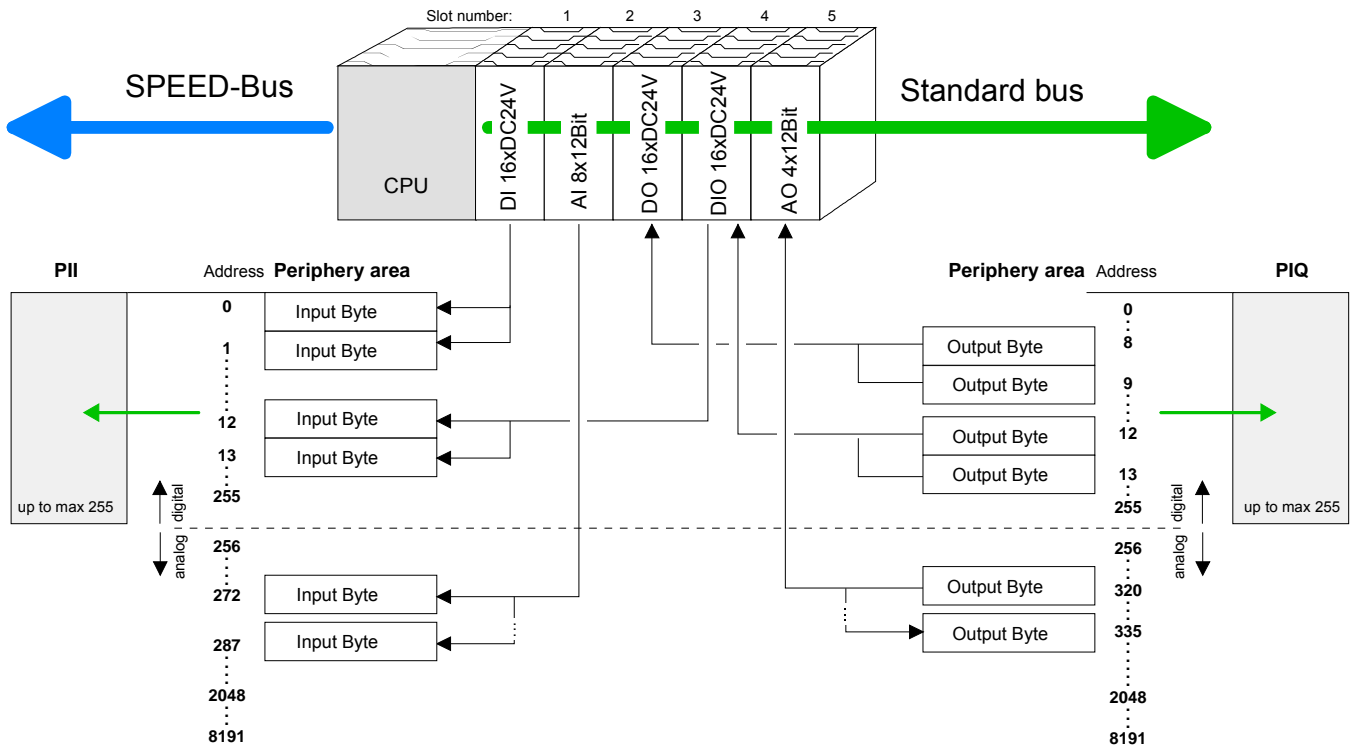 Slot number: 1 2 3 4 5
SPEED-Bus
Standard bus
CPU
DI 16xDC24V
AI 8x12Bit
DO 16xDC24V
DIO 16xDC24V
AO 4x12Bit
PII
Address Periphery area
0 Input Byte
1 Input Byte
12 Input Byte
13 Input Byte
255
up to max 255
digital
analog
256
272 Input Byte
287 Input Byte
2048
8191
Periphery area Address
PIQ
0
Output Byte 8
Output Byte 9
Output Byte 12
Output Byte 13
255
up to max 255
digital
analog
256
Output Byte 320
Output Byte 335
2048
8191